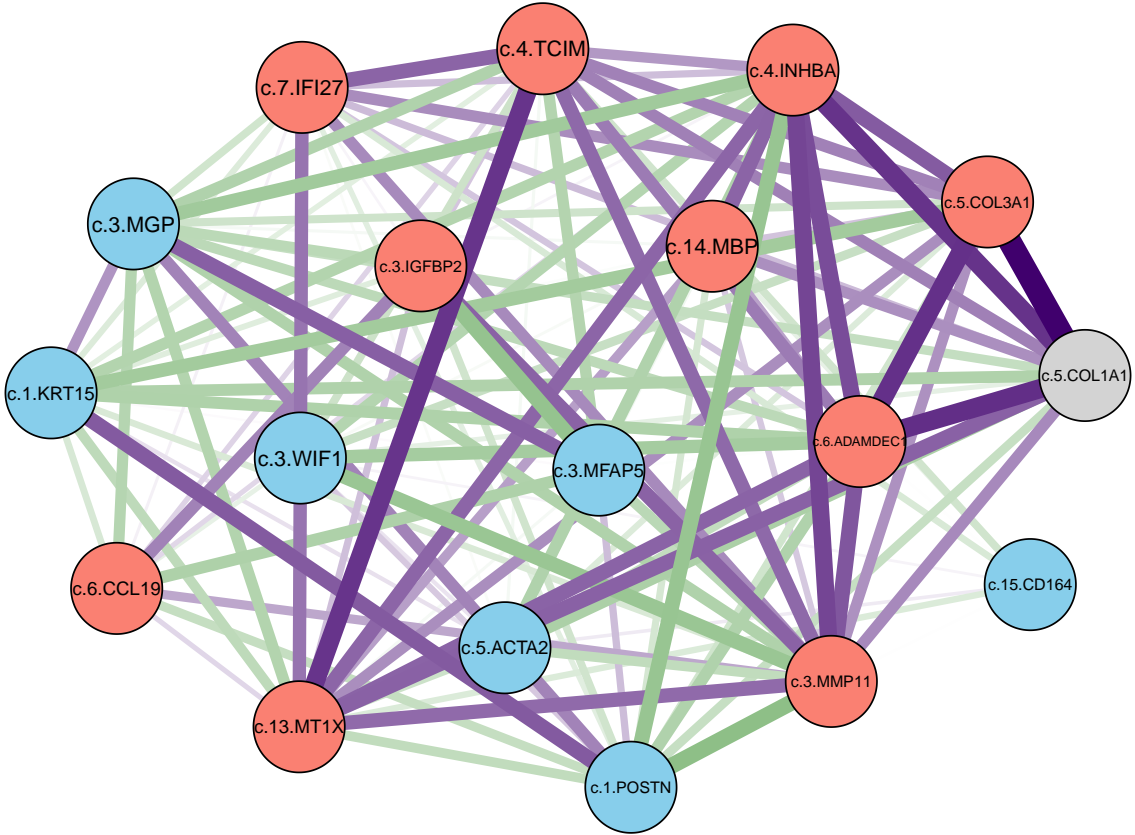 c.4.TCIM
c.4.INHBA
c.7.IFI27
c.5.COL3A1
c.3.MGP
c.14.MBP
c.3.IGFBP2
c.5.COL1A1
c.1.KRT15
c.6.ADAMDEC1
c.3.WIF1
c.3.MFAP5
c.15.CD164
c.6.CCL19
c.5.ACTA2
c.3.MMP11
c.13.MT1X
c.1.POSTN